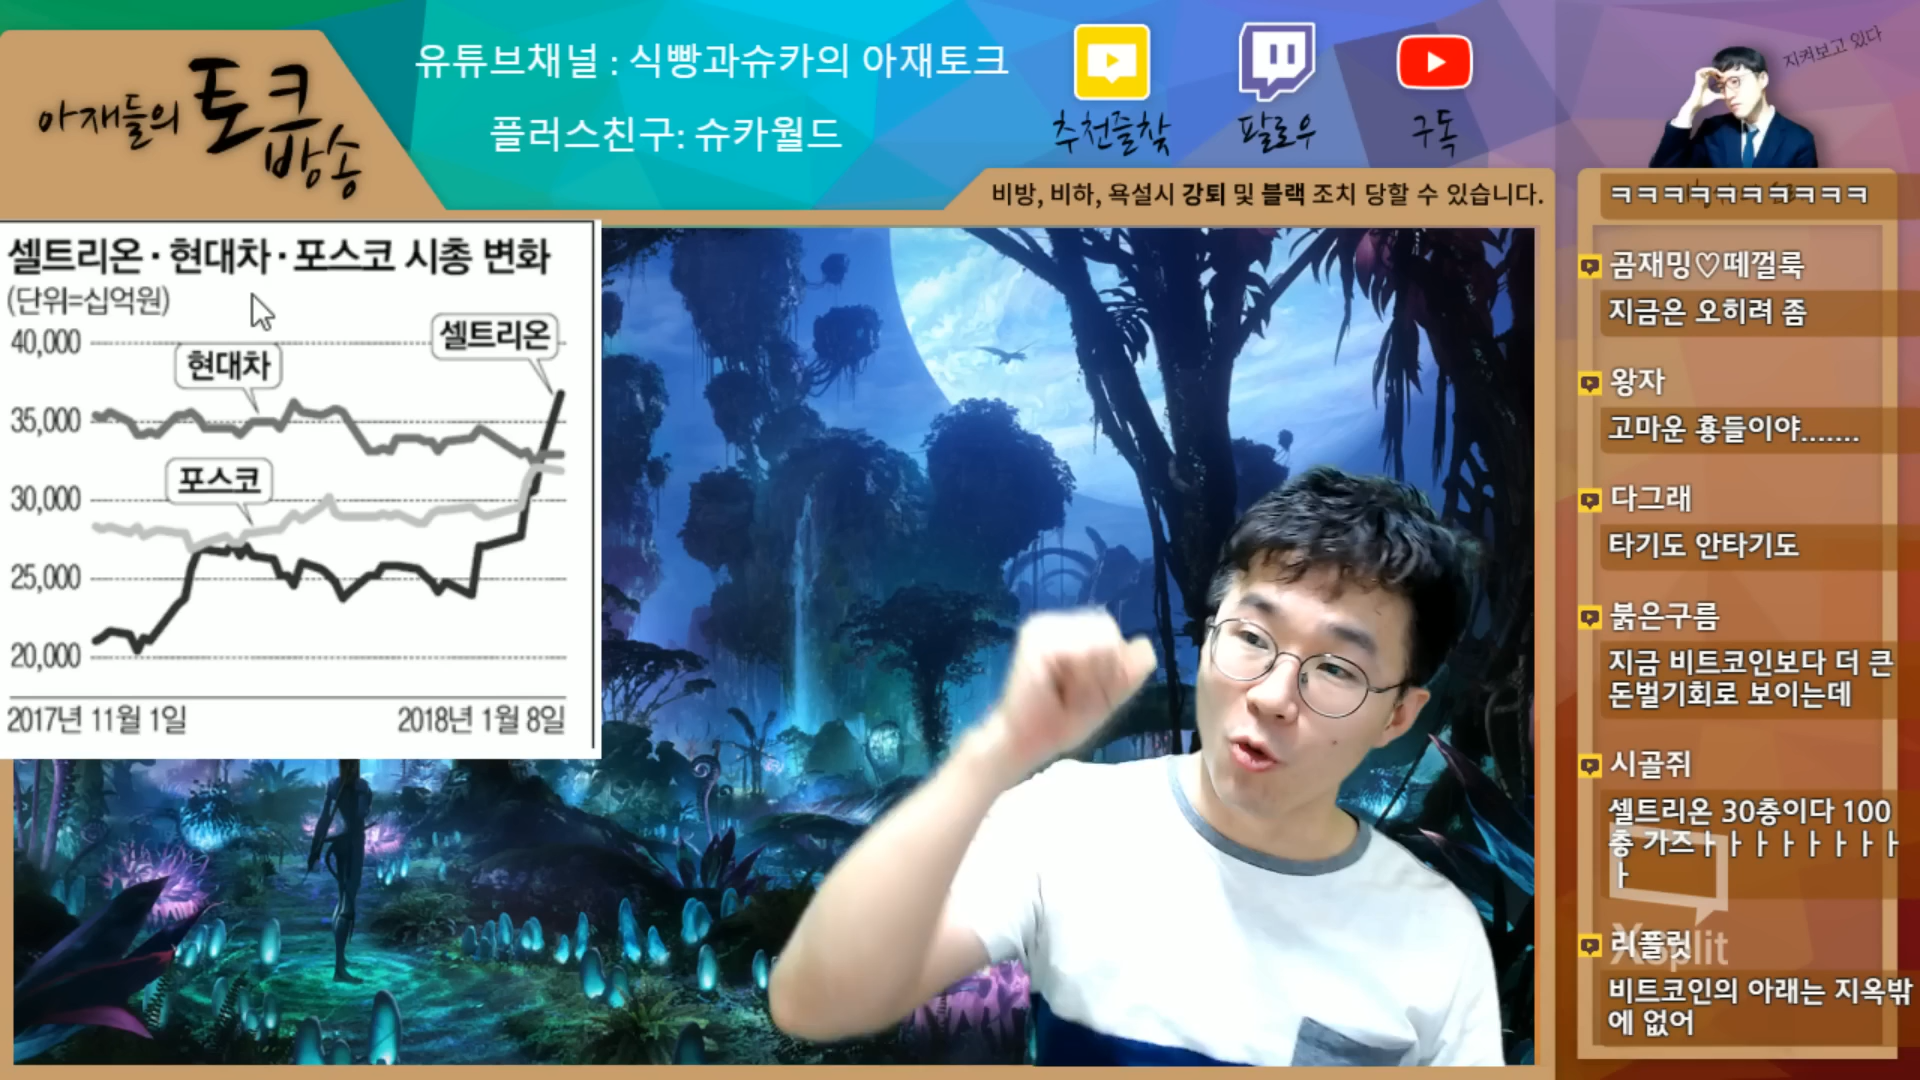 아재들의 토크
방송
유튜브채널 : 식빵과슈카의 아재토크
플러스친구: 슈카월드
추천즐찾
팔로우
구독
지켜보고 있다
비방, 비하, 욕설시 강퇴 및 블랙 조치 당할 수 있습니다.
셀트리온·현대차·포스코 시총 변화
(단위=십억원)
40,000
35,000
30,000
25,000
20,000
현대차
셀트리온
포스코
2017년 11월 1일
2018년 1월 8일
ㅋㅋㅋㅋㅋㅋㅋㅋㅋㅋ
곰재밍♡떼껄룩
지금은 오히려 좀
왕자
고마운 횽들이야.......
다그래
타기도 안타기도
붉은구름
지금 비트코인보다 더 큰
돈벌기회로 보이는데
시골쥐
셀트리온 30층이다 100
층 가즈ㅏㅏㅏㅏㅏㅏㅏㅏ
ㅏ
리플릿
XSplit
비트코인의 아래는 지옥밖
에 없어